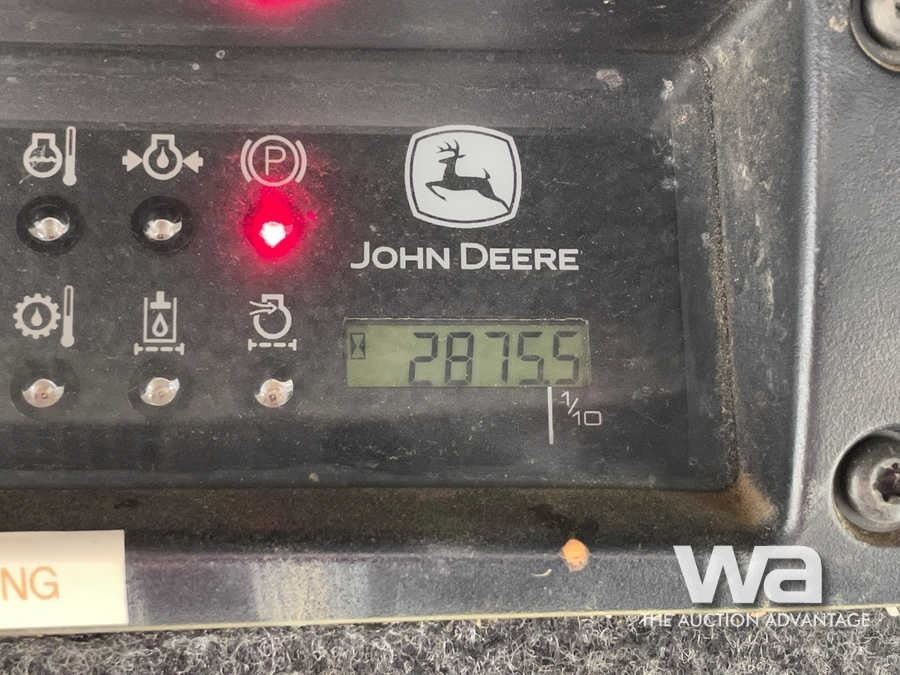 P
JOHN DEERE
28755
1/10
NG
wa
THE AUCTION ADVANTAGE